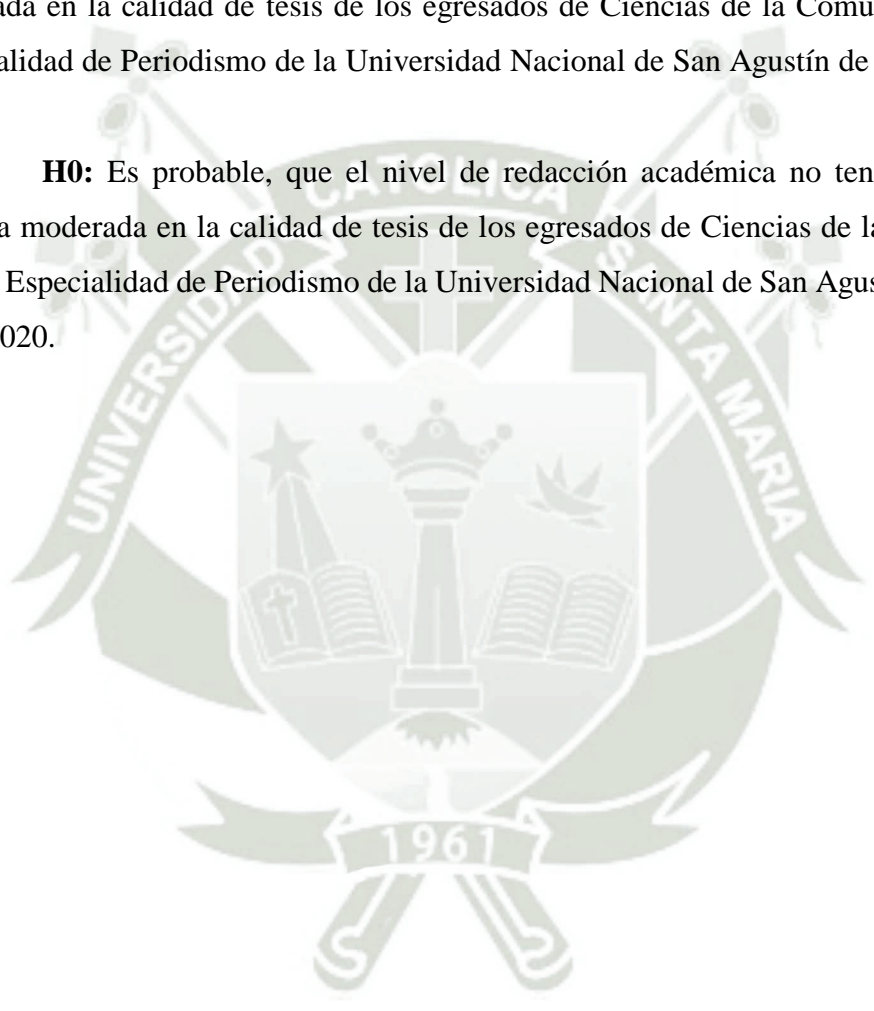 ada en la calidad de tesis de los egresados de Ciencias de la Comu
alidad de Periodismo de la Universidad Nacional de San Agustín de
H0: Es probable, que el nivel de redacción académica no ten
a moderada en la calidad de tesis de los egresados de Ciencias de la
Especialidad de Periodismo de la Universidad Nacional de San Agus
020.
UNIVERSIDAD CATOLICA SANTA MARIA
1961